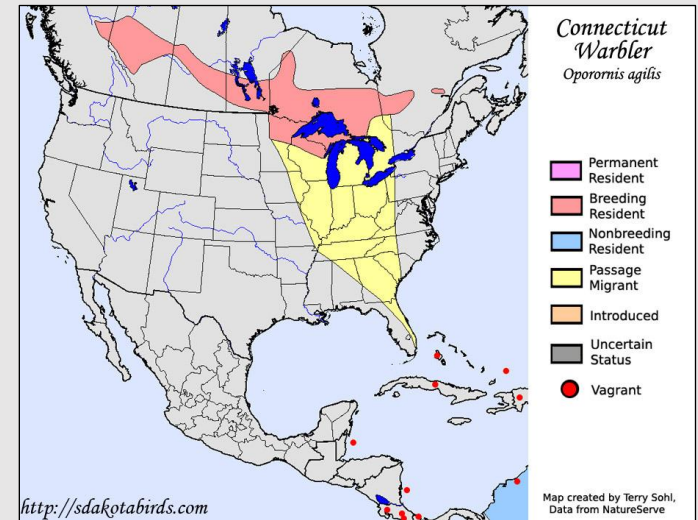 Connecticut
Warbler
Oporornis agilis
Permanent
Resident
Breeding
Resident
Nonbreeding
Resident
Passage
Migrant
Introduced
Uncertain
Status
Vagrant
http://sdakotabirds.com
Map created by Terry Sohl,
Data from NatureServe